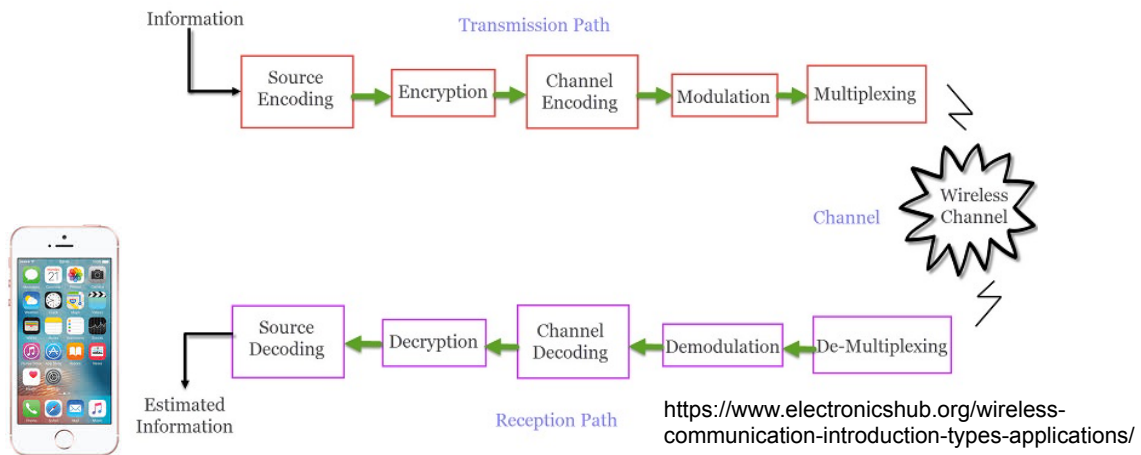 Information
Transmission Path
Source
Encoding
Encryption
Channel
Encoding
Modulation
Multiplexing
Wireless
Channel
Channel
Source
Decoding
Decryption
Channel
Decoding
Demodulation
De-Multiplexing
Estimated
Information
Reception Path
https://www.electronicshub.org/wireless-
communication-introduction-types-applications/